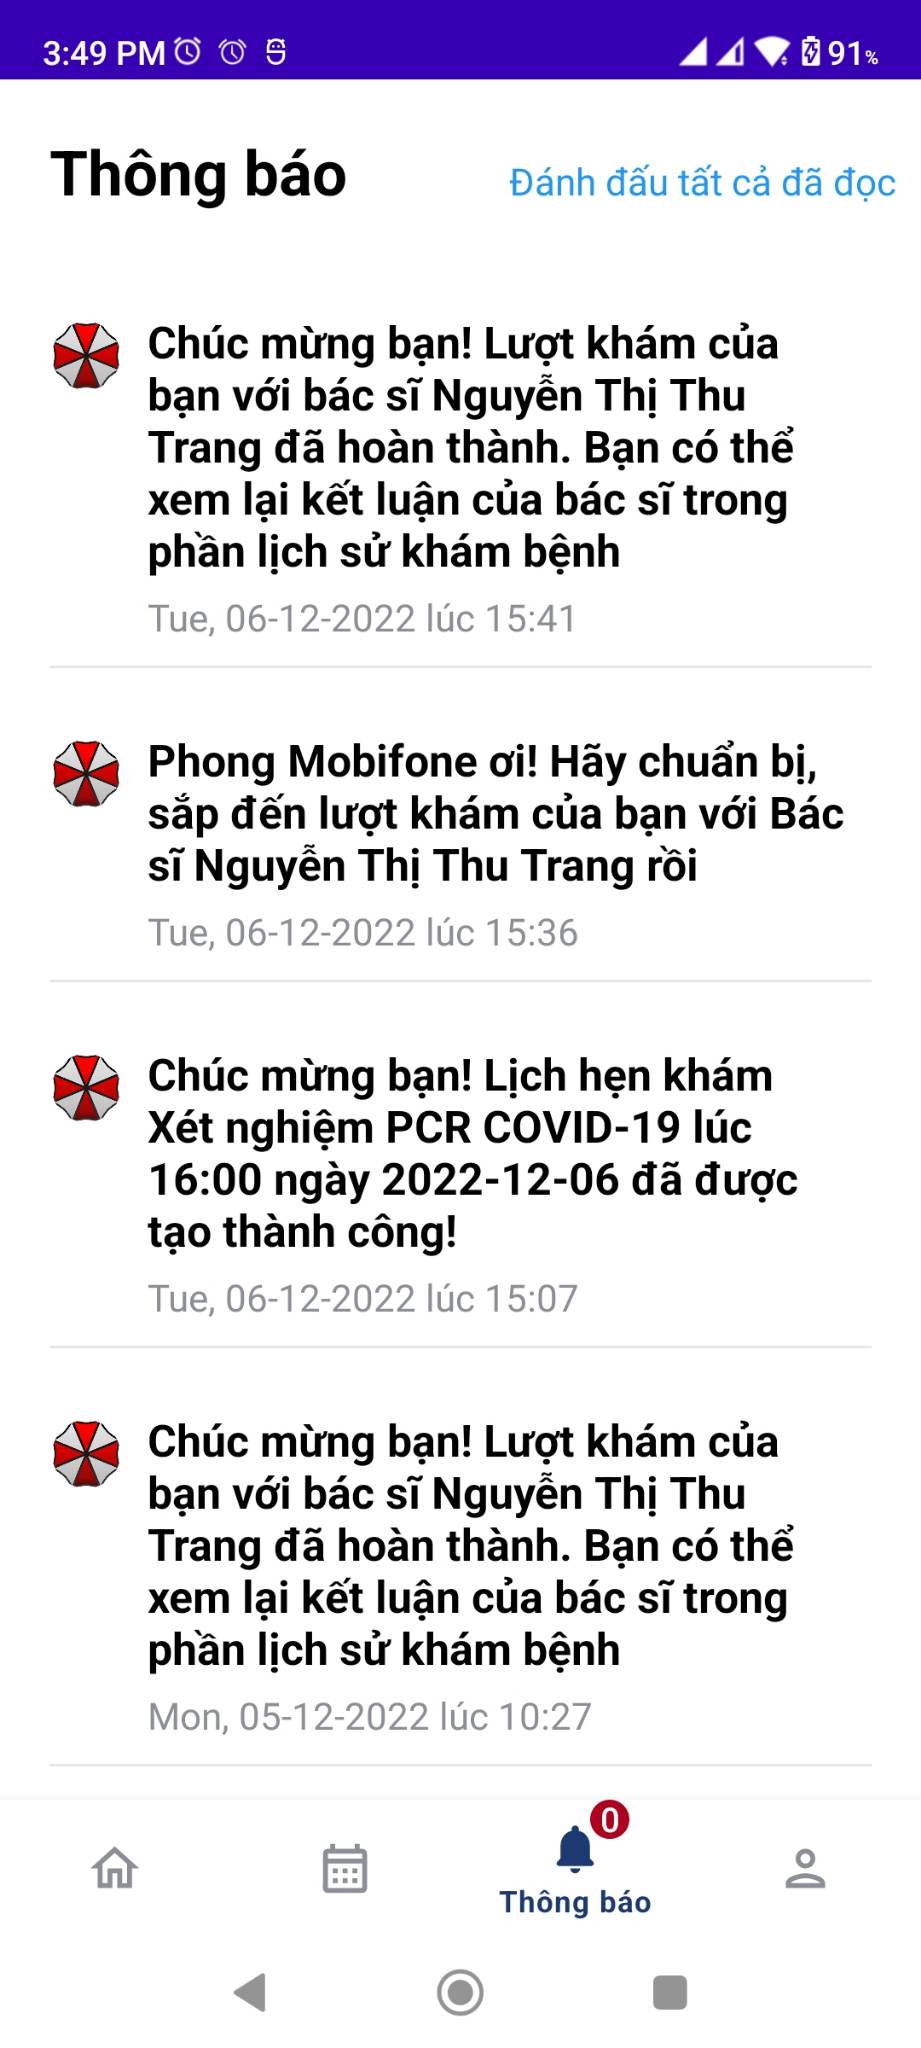 3:49 PM
91%
Thông báo
Đánh dấu tất cả đã đọc
Chúc mừng bạn! Lượt khám của
bạn với bác sĩ Nguyễn Thị Thu
Trang đã hoàn thành. Bạn có thể
xem lại kết luận của bác sĩ trong
phần lịch sử khám bệnh
Tue, 06-12-2022 lúc 15:41
Phong Mobifone ơi! Hãy chuẩn bị,
sắp đến lượt khám của bạn với Bác
sĩ Nguyễn Thị Thu Trang rồi
Tue, 06-12-2022 lúc 15:36
Chúc mừng bạn! Lịch hẹn khám
Xét nghiệm PCR COVID-19 lúc
16:00 ngày 2022-12-06 đã được
tạo thành công!
Tue, 06-12-2022 lúc 15:07
Chúc mừng bạn! Lượt khám của
bạn với bác sĩ Nguyễn Thị Thu
Trang đã hoàn thành. Bạn có thể
xem lại kết luận của bác sĩ trong
phần lịch sử khám bệnh
Mon, 05-12-2022 lúc 10:27
0
Thông báo